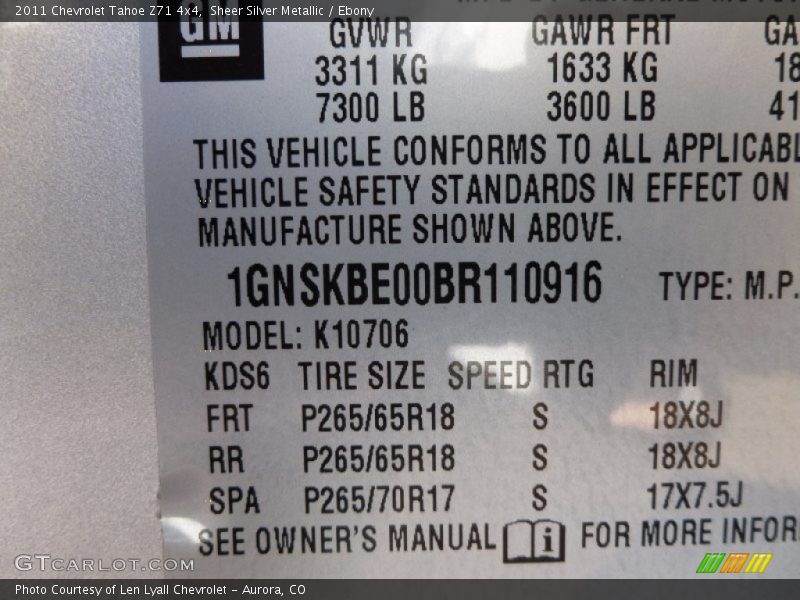 2011 Chevrolet Tahoe Z71 4x4, Sheer Silver Metallic / Ebony
GM
GVWR GAWR FRT GA
3311 KG 1633 KG 18
7300 LB 3600 LB 41
THIS VEHICLE CONFORMS TO ALL APPLICABL
VEHICLE SAFETY STANDARDS IN EFFECT ON
MANUFACTURE SHOWN ABOVE.
1GNSKBE00BR110916 TYPE: M.P.
MODEL: K10706
KDS6 TIRE SIZE SPEED RTG RIM
FRT P265/65R18 S 18X8J
RR P265/65R18 S 18X8J
SPA P265/70R17 S 17X7.5J
SEE OWNER'S MANUAL i FOR MORE INFOR
GTCARLOT.COM
Photo Courtesy of Len Lyall Chevrolet - Aurora, CO